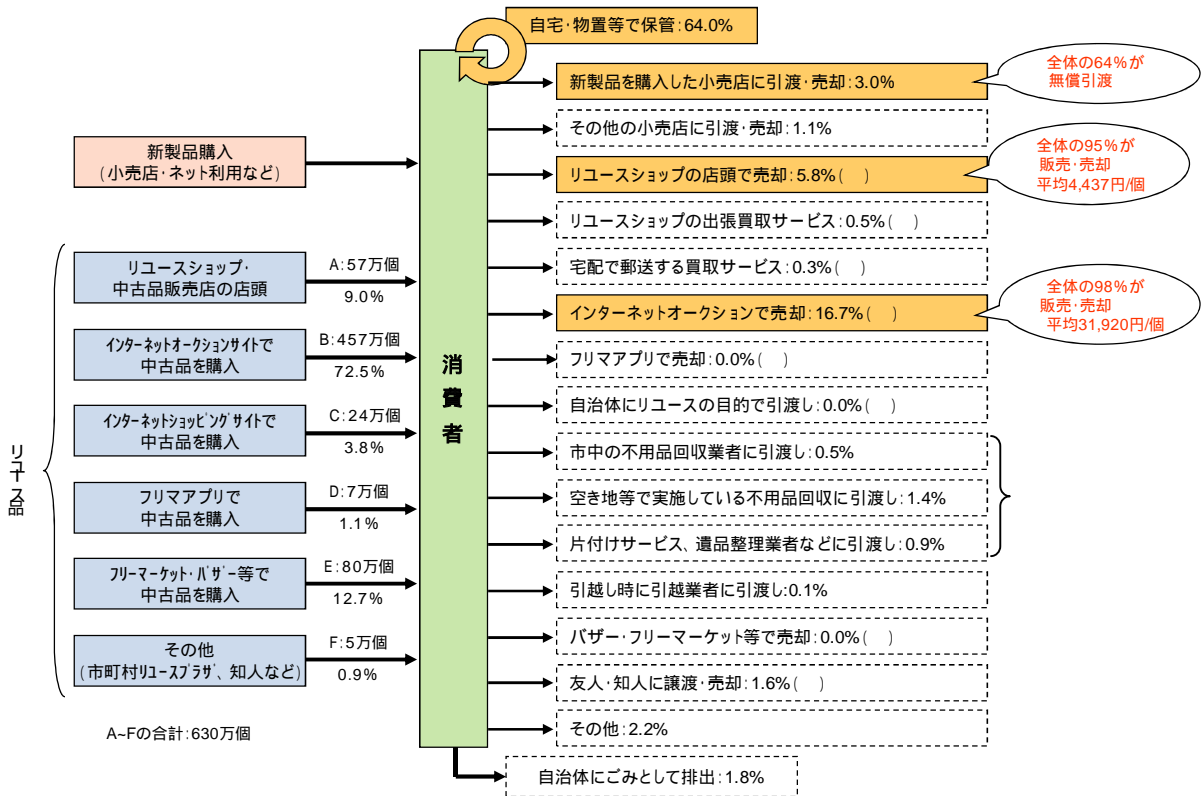 自宅･物置等で保管:64.0%
新製品を購入した小売店に引渡･売却:3.0%
全体の64%が
無償引渡
その他の小売店に引渡･売却:1.1%
新製品購入
(小売店･ネット利用など)
リユースショップの店頭で売却:5.8%(　)
全体の95%が
販売･売却
平均4,437円/個
リユースショップの出張買取サービス:0.5%(　)
リユース品
リユースショップ･
中古品販売店の店頭
A:57万個
9.0%
宅配で郵送する買取サービス:0.3%(　)
インターネットオークションで売却:16.7%(　)
全体の98%が
販売･売却
平均31,920円/個
インターネットオークションサイトで
中古品を購入
B:457万個
72.5%
消費者
フリマアプリで売却:0.0%(　)
自治体にリユースの目的で引渡し:0.0%(　)
インターネットショッピングサイトで
中古品を購入
C:24万個
3.8%
市中の不用品回収業者に引渡し:0.5%
フリマアプリで
中古品を購入
D:7万個
1.1%
空き地等で実施している不用品回収に引渡し:1.4%
片付けサービス、遺品整理業者などに引渡し:0.9%
フリーマーケット･バザー等で
中古品を購入
E:80万個
12.7%
引越し時に引越業者に引渡し:0.1%
バザー･フリーマーケット等で売却:0.0%(　)
その他
(市町村リユースプラザ、知人など)
F:5万個
0.9%
友人･知人に譲渡･売却:1.6%(　)
その他:2.2%
A~Fの合計:630万個
自治体にごみとして排出:1.8%